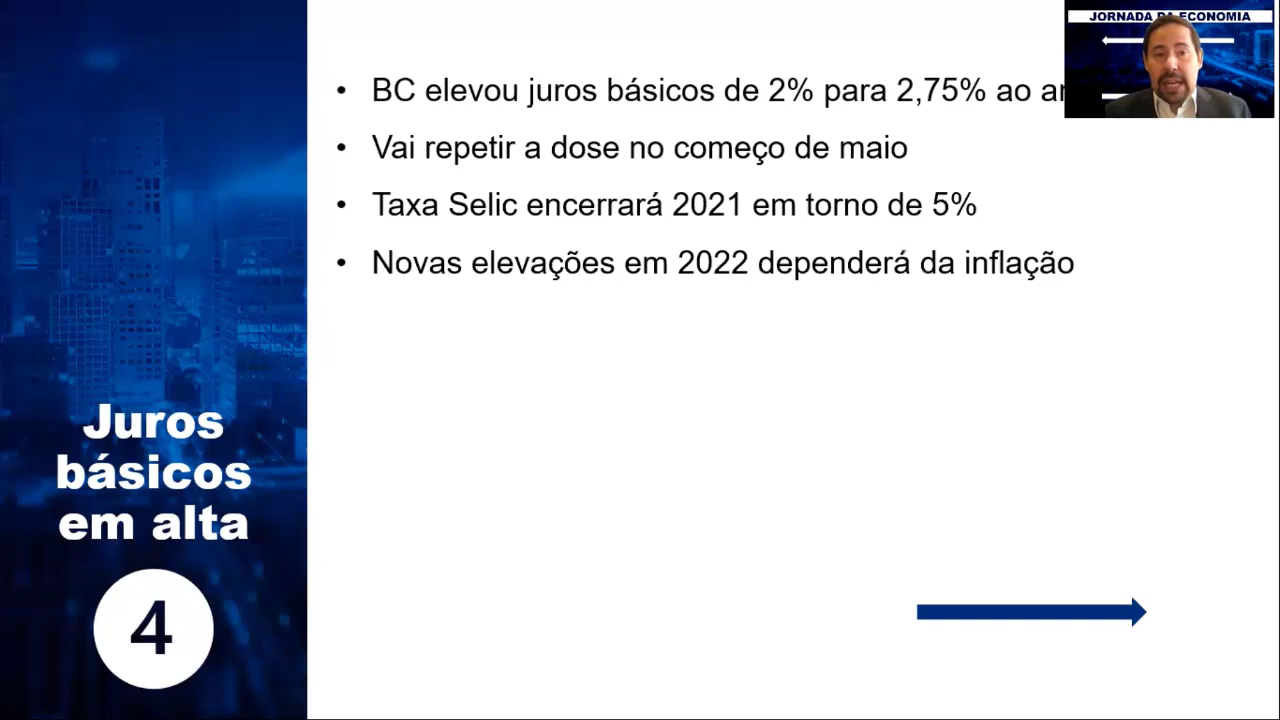 JORNADA DA ECONOMIA
• BC elevou juros básicos de 2% para 2,75% ao
• Vai repetir a dose no começo de maio
• Taxa Selic encerrará 2021 em torno de 5%
• Novas elevações em 2022 dependerá da inflação
Juros
básicos
em alta
4